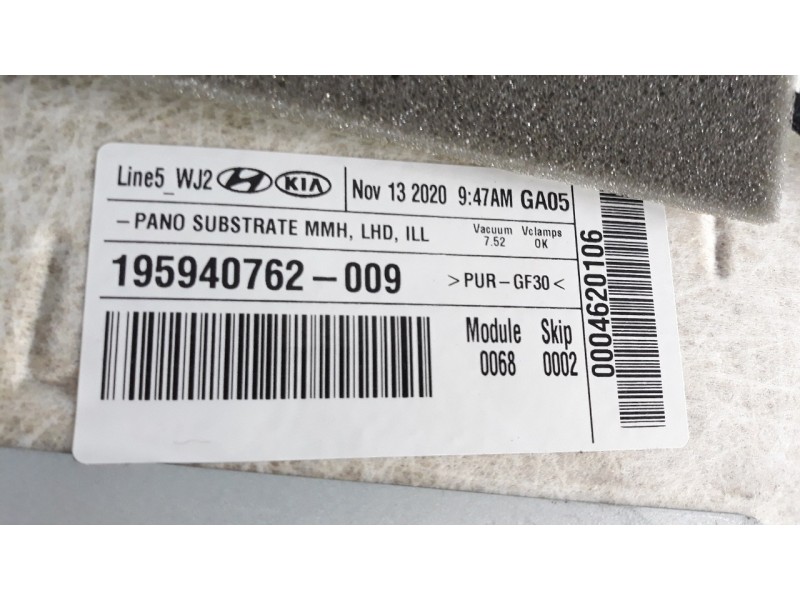 Line5_WJ2 HYUNDAI KIA Nov 13 2020 9:47AM GA05
-PANO SUBSTRATE MMH, LHD, ILL Vacuum 7.52 Vclamps OK
195940762-009 >PUR-GF30<
Module 0068 Skip 0002
0004620106